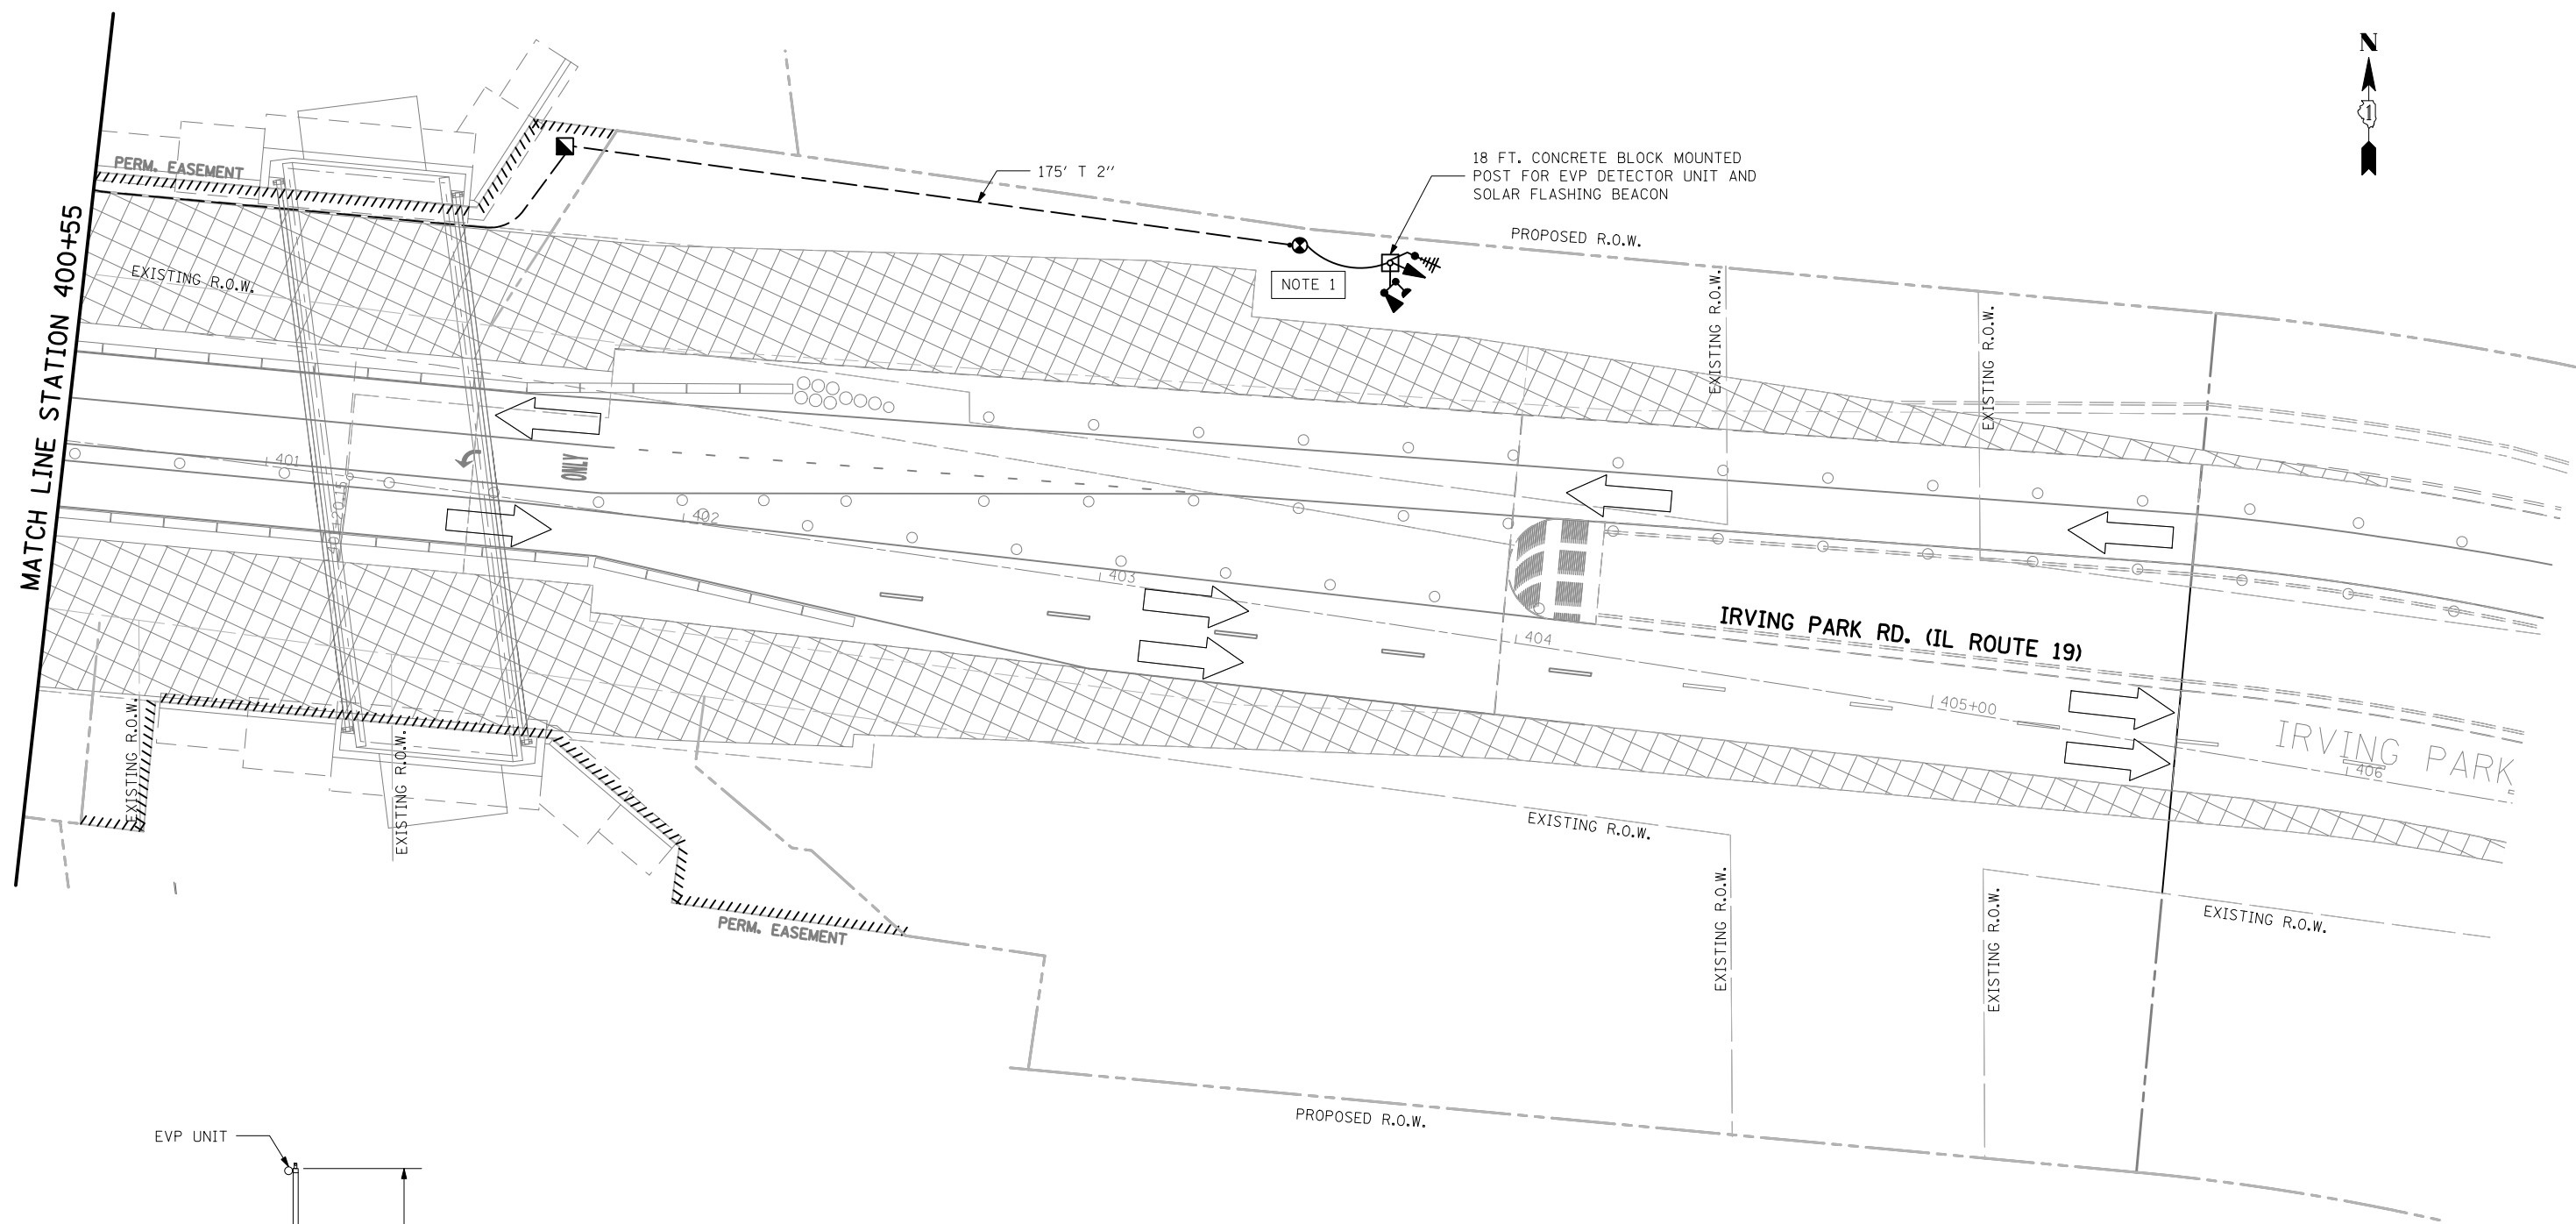 N
1
175' T 2"
18 FT. CONCRETE BLOCK MOUNTED
POST FOR EVP DETECTOR UNIT AND
SOLAR FLASHING BEACON
PERM. EASEMENT
PROPOSED R.O.W.
EXISTING R.O.W.
NOTE 1
EXISTING R.O.W.
EXISTING R.O.W.
MATCH LINE STATION 400+55
401
ONLY
402
403
404
IRVING PARK RD. (IL ROUTE 19)
405+00
IRVING PARK
406
EXISTING R.O.W.
EXISTING R.O.W.
EXISTING R.O.W.
EXISTING R.O.W.
EXISTING R.O.W.
EXISTING R.O.W.
PERM. EASEMENT
PROPOSED R.O.W.
EVP UNIT